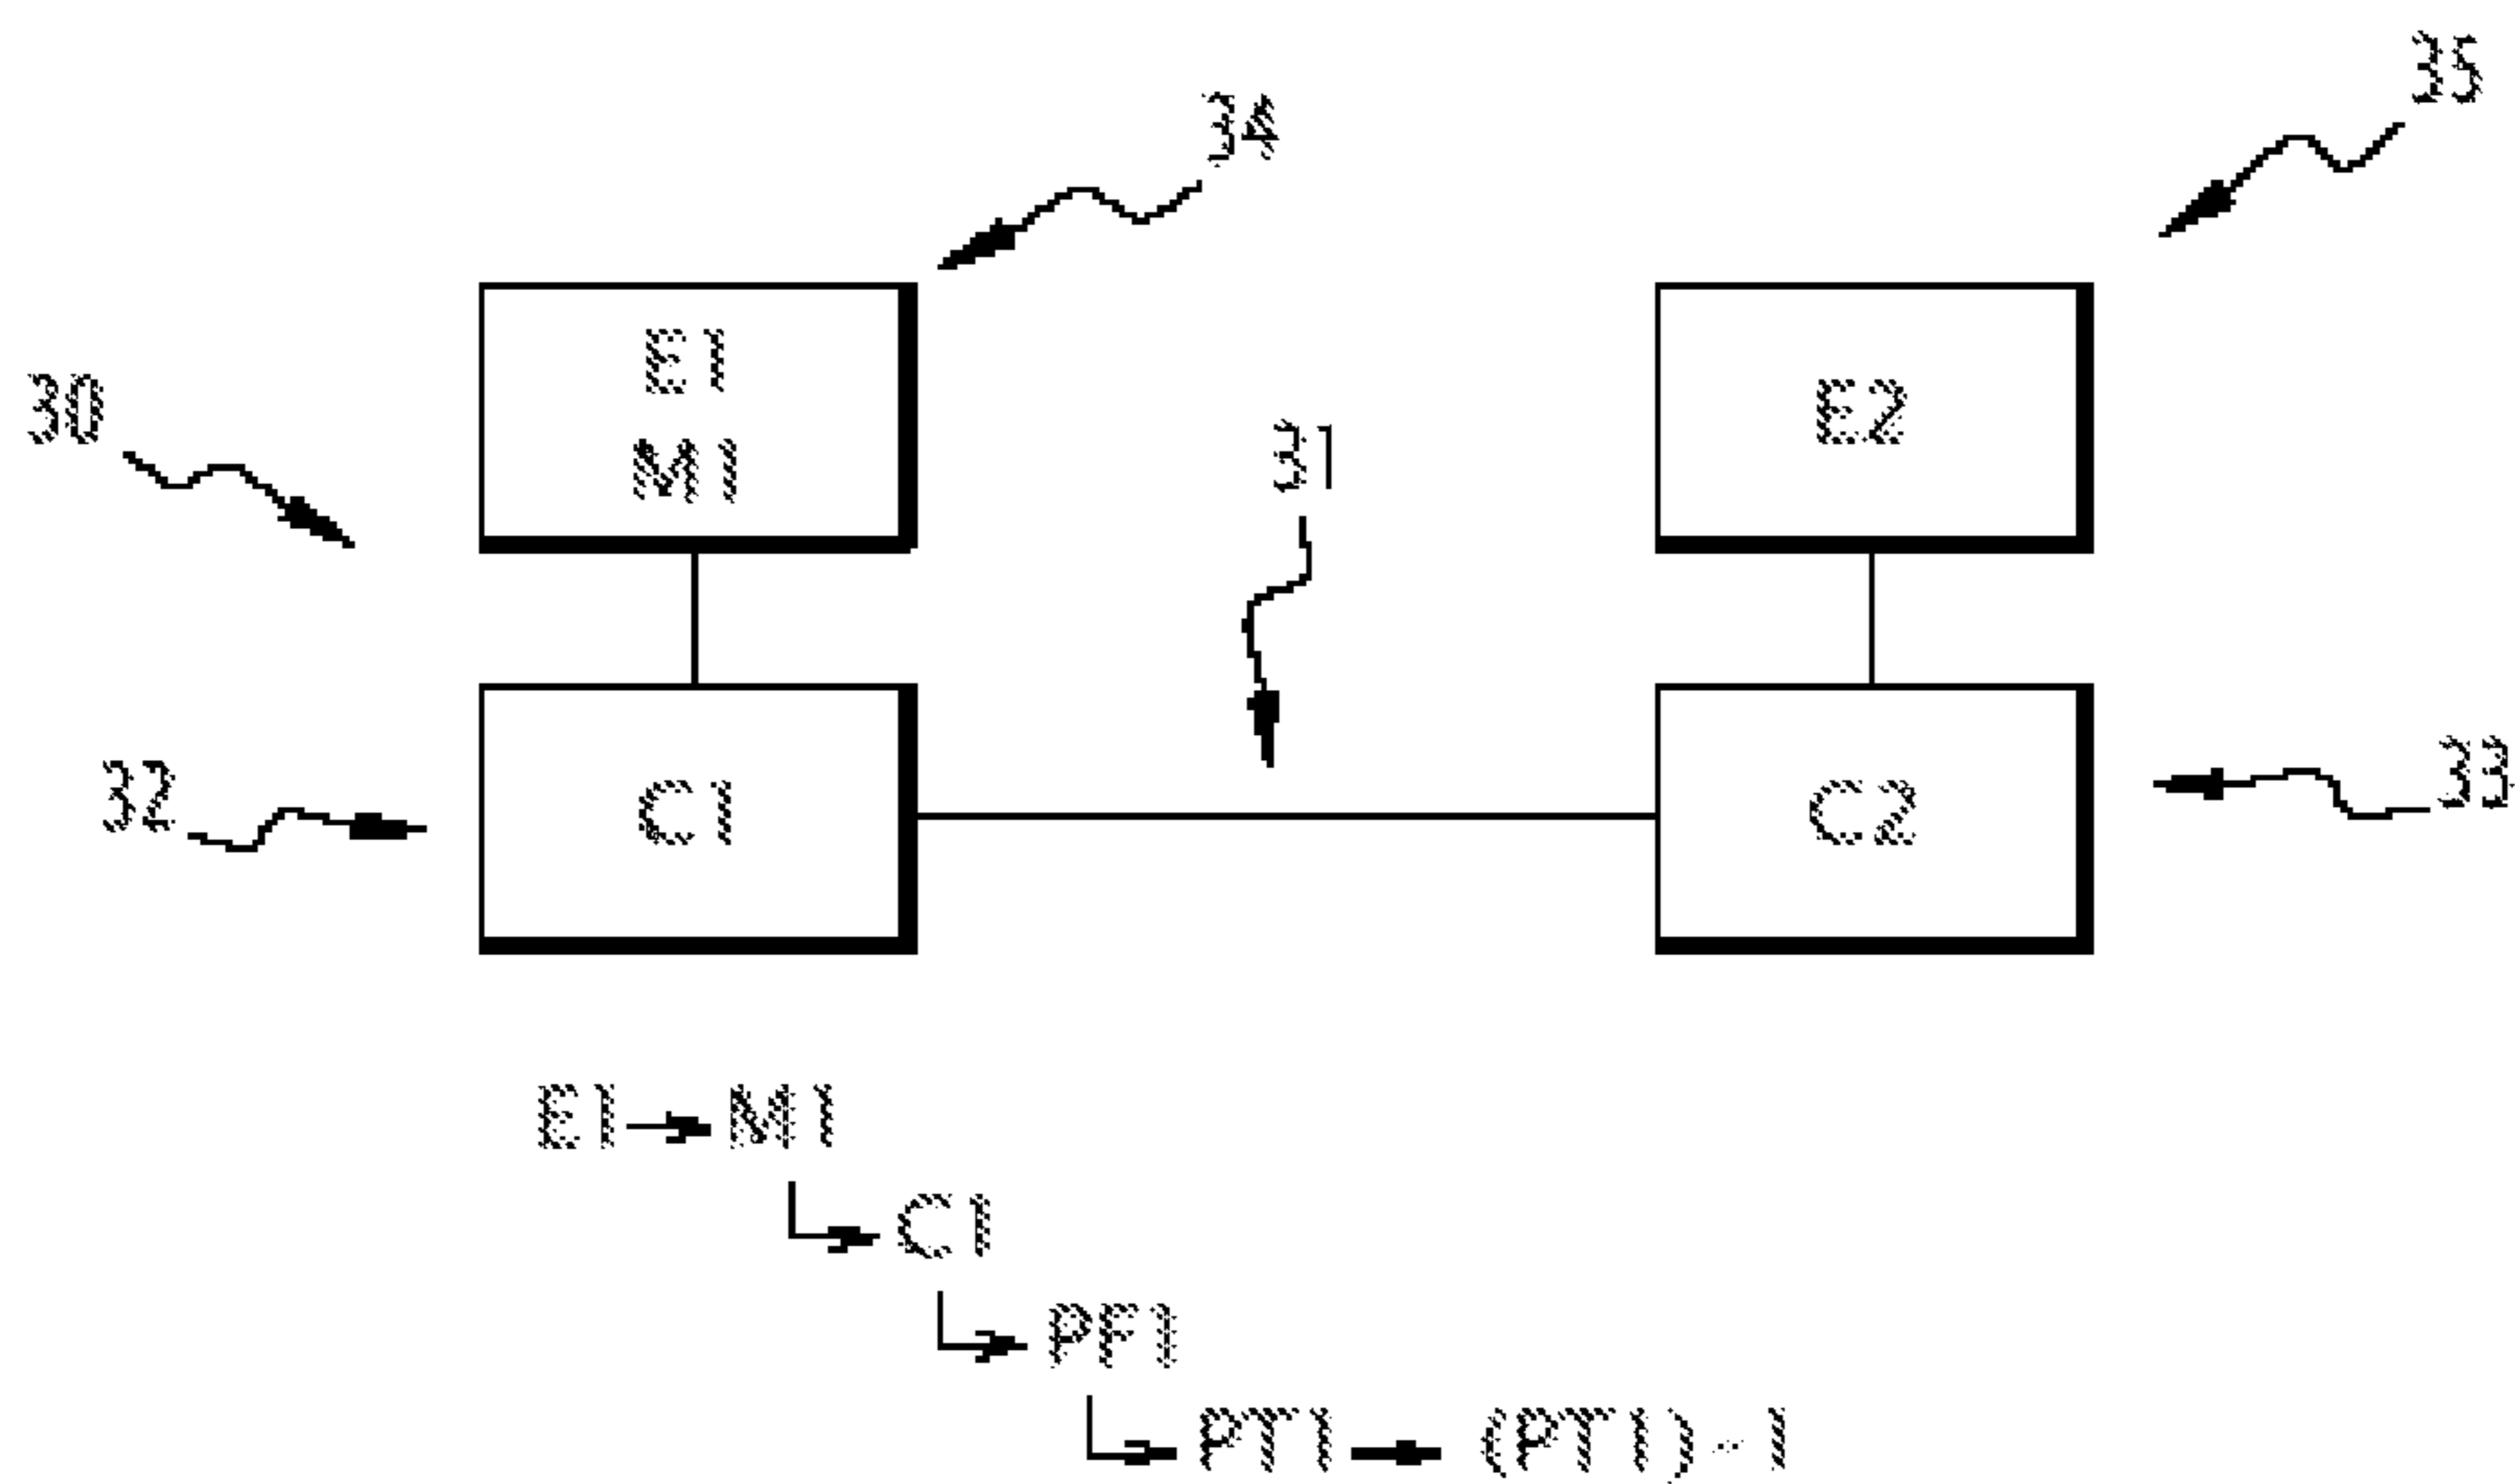 35
34
30
E1
M1
E2
31
32
C1
C2
33
E1 → M1
C1
PF1
PT1 → (PT1) - 1